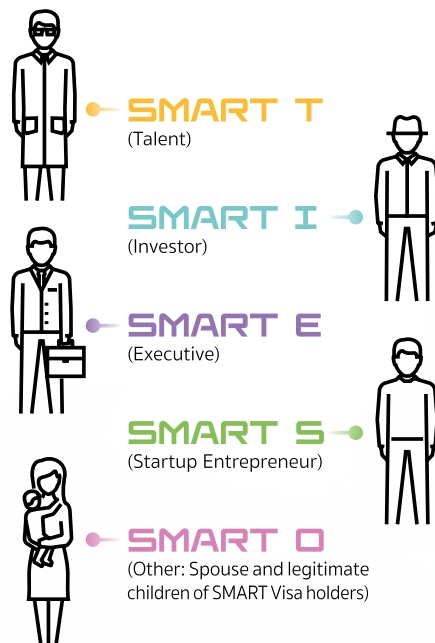 SMART T
(Talent)
SMART I
(Investor)
SMART E
(Executive)
SMART S
(Startup Entrepreneur)
SMART O
(Other: Spouse and legitimate
children of SMART Visa holders)